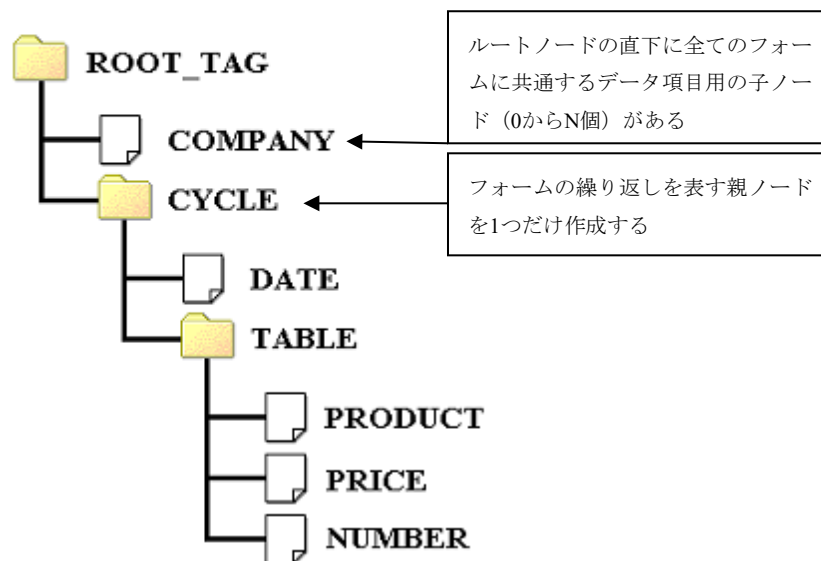 ROOT_TAG
ルートノードの直下に全てのフォー
ムに共通するデータ項目用の子ノー
ド（0からN個）がある
COMPANY
CYCLE
フォームの繰り返しを表す親ノード
を1つだけ作成する
DATE
TABLE
PRODUCT
PRICE
NUMBER